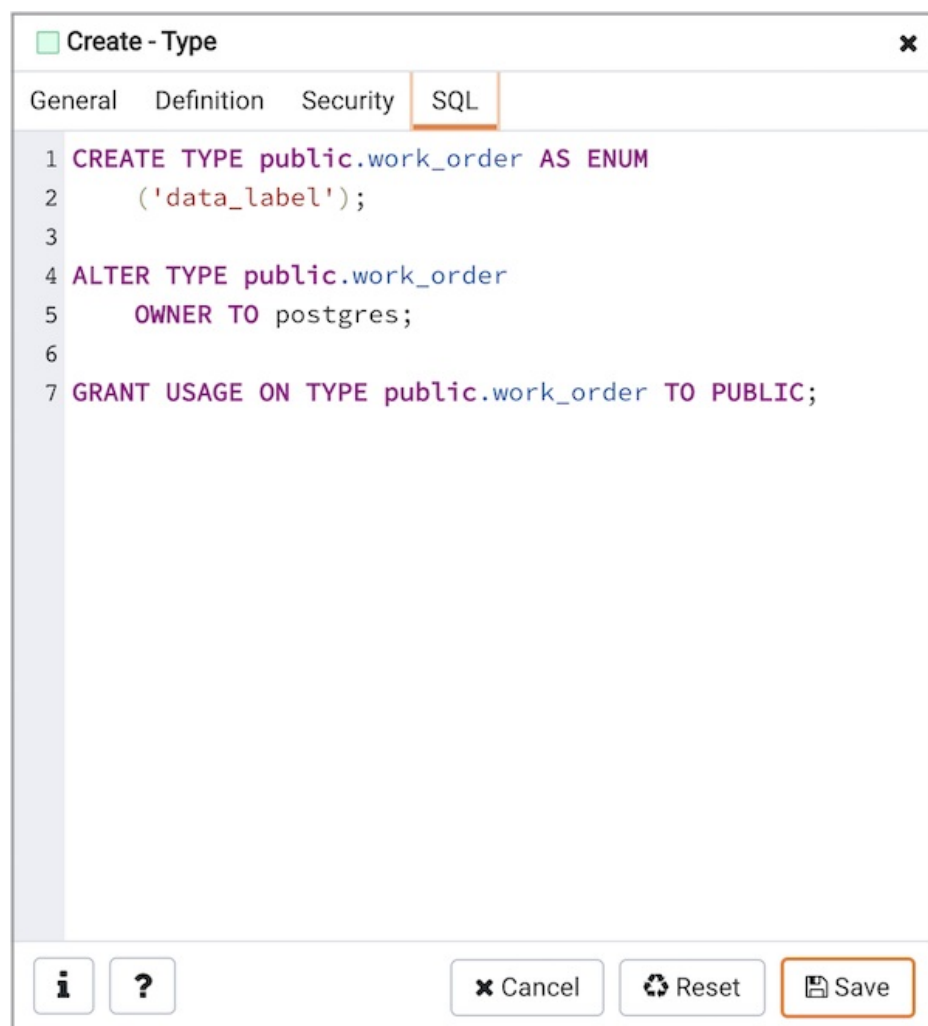 Create - Type
General Definition Security SQL
1 CREATE TYPE public.work_order AS ENUM
2     ('data_label');
3
4 ALTER TYPE public.work_order
5     OWNER TO postgres;
6
7 GRANT USAGE ON TYPE public.work_order TO PUBLIC;
i ? Cancel Reset Save